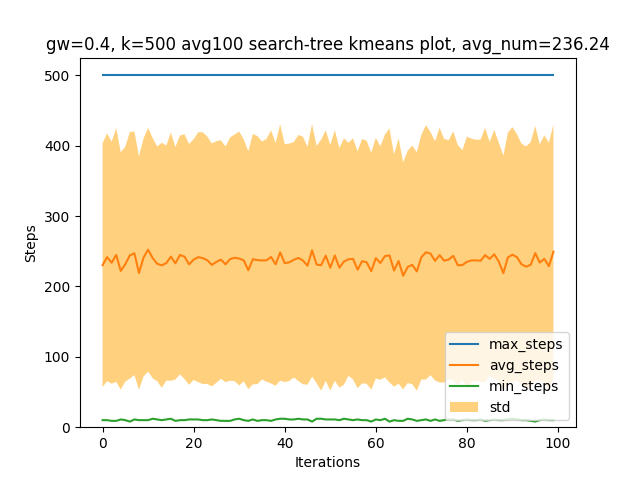 gw=0.4, k=500 avg100 search-tree kmeans plot, avg_num=236.24
500
400
300
200
100
0
Steps
max_steps
avg_steps
min_steps
std
0 20 40 60 80 100
Iterations